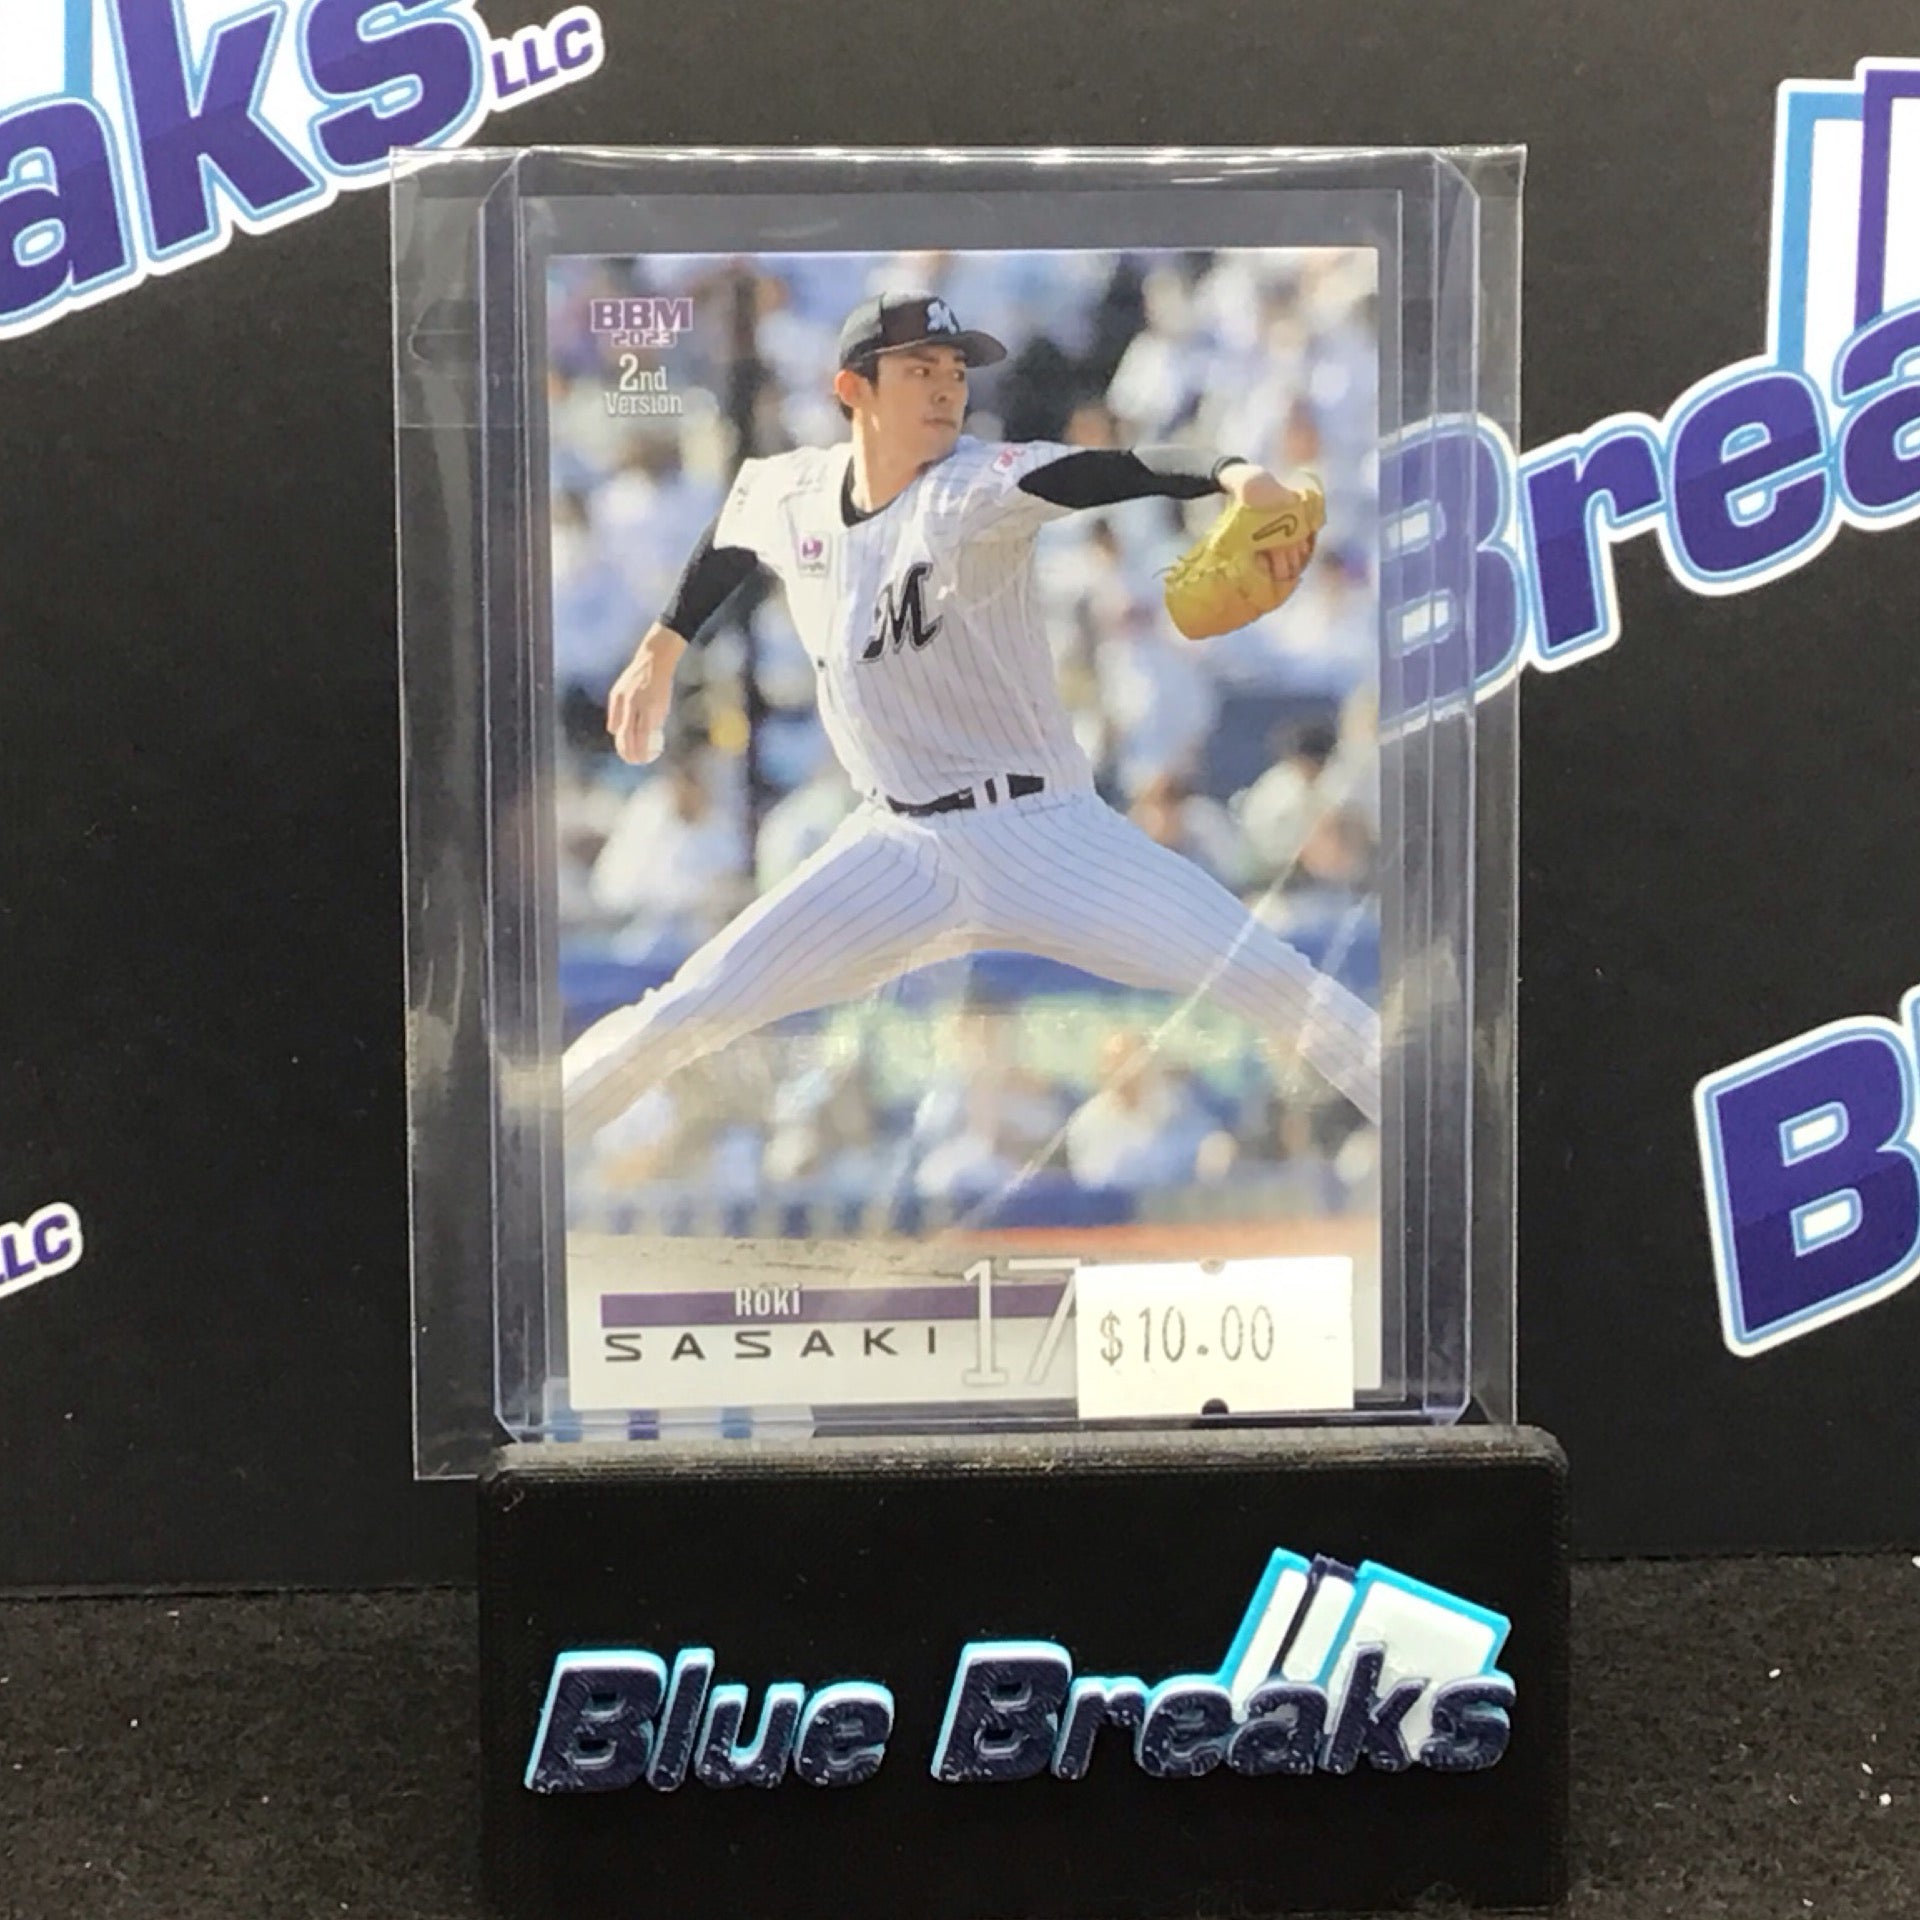 aks LLC
BBM
2023
2nd
Version
M
M
Brea
B
LLC
Roki
SASAKI 17
$10.00
Blue Breaks